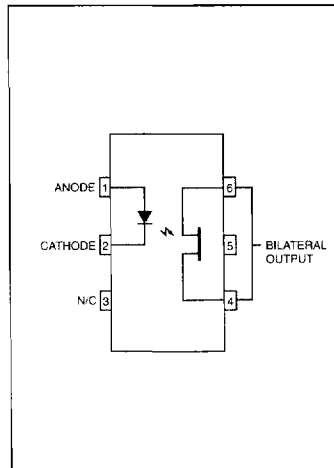 ANODE 1
CATHODE 2
N/C 3
6
5
4
BILATERAL
OUTPUT